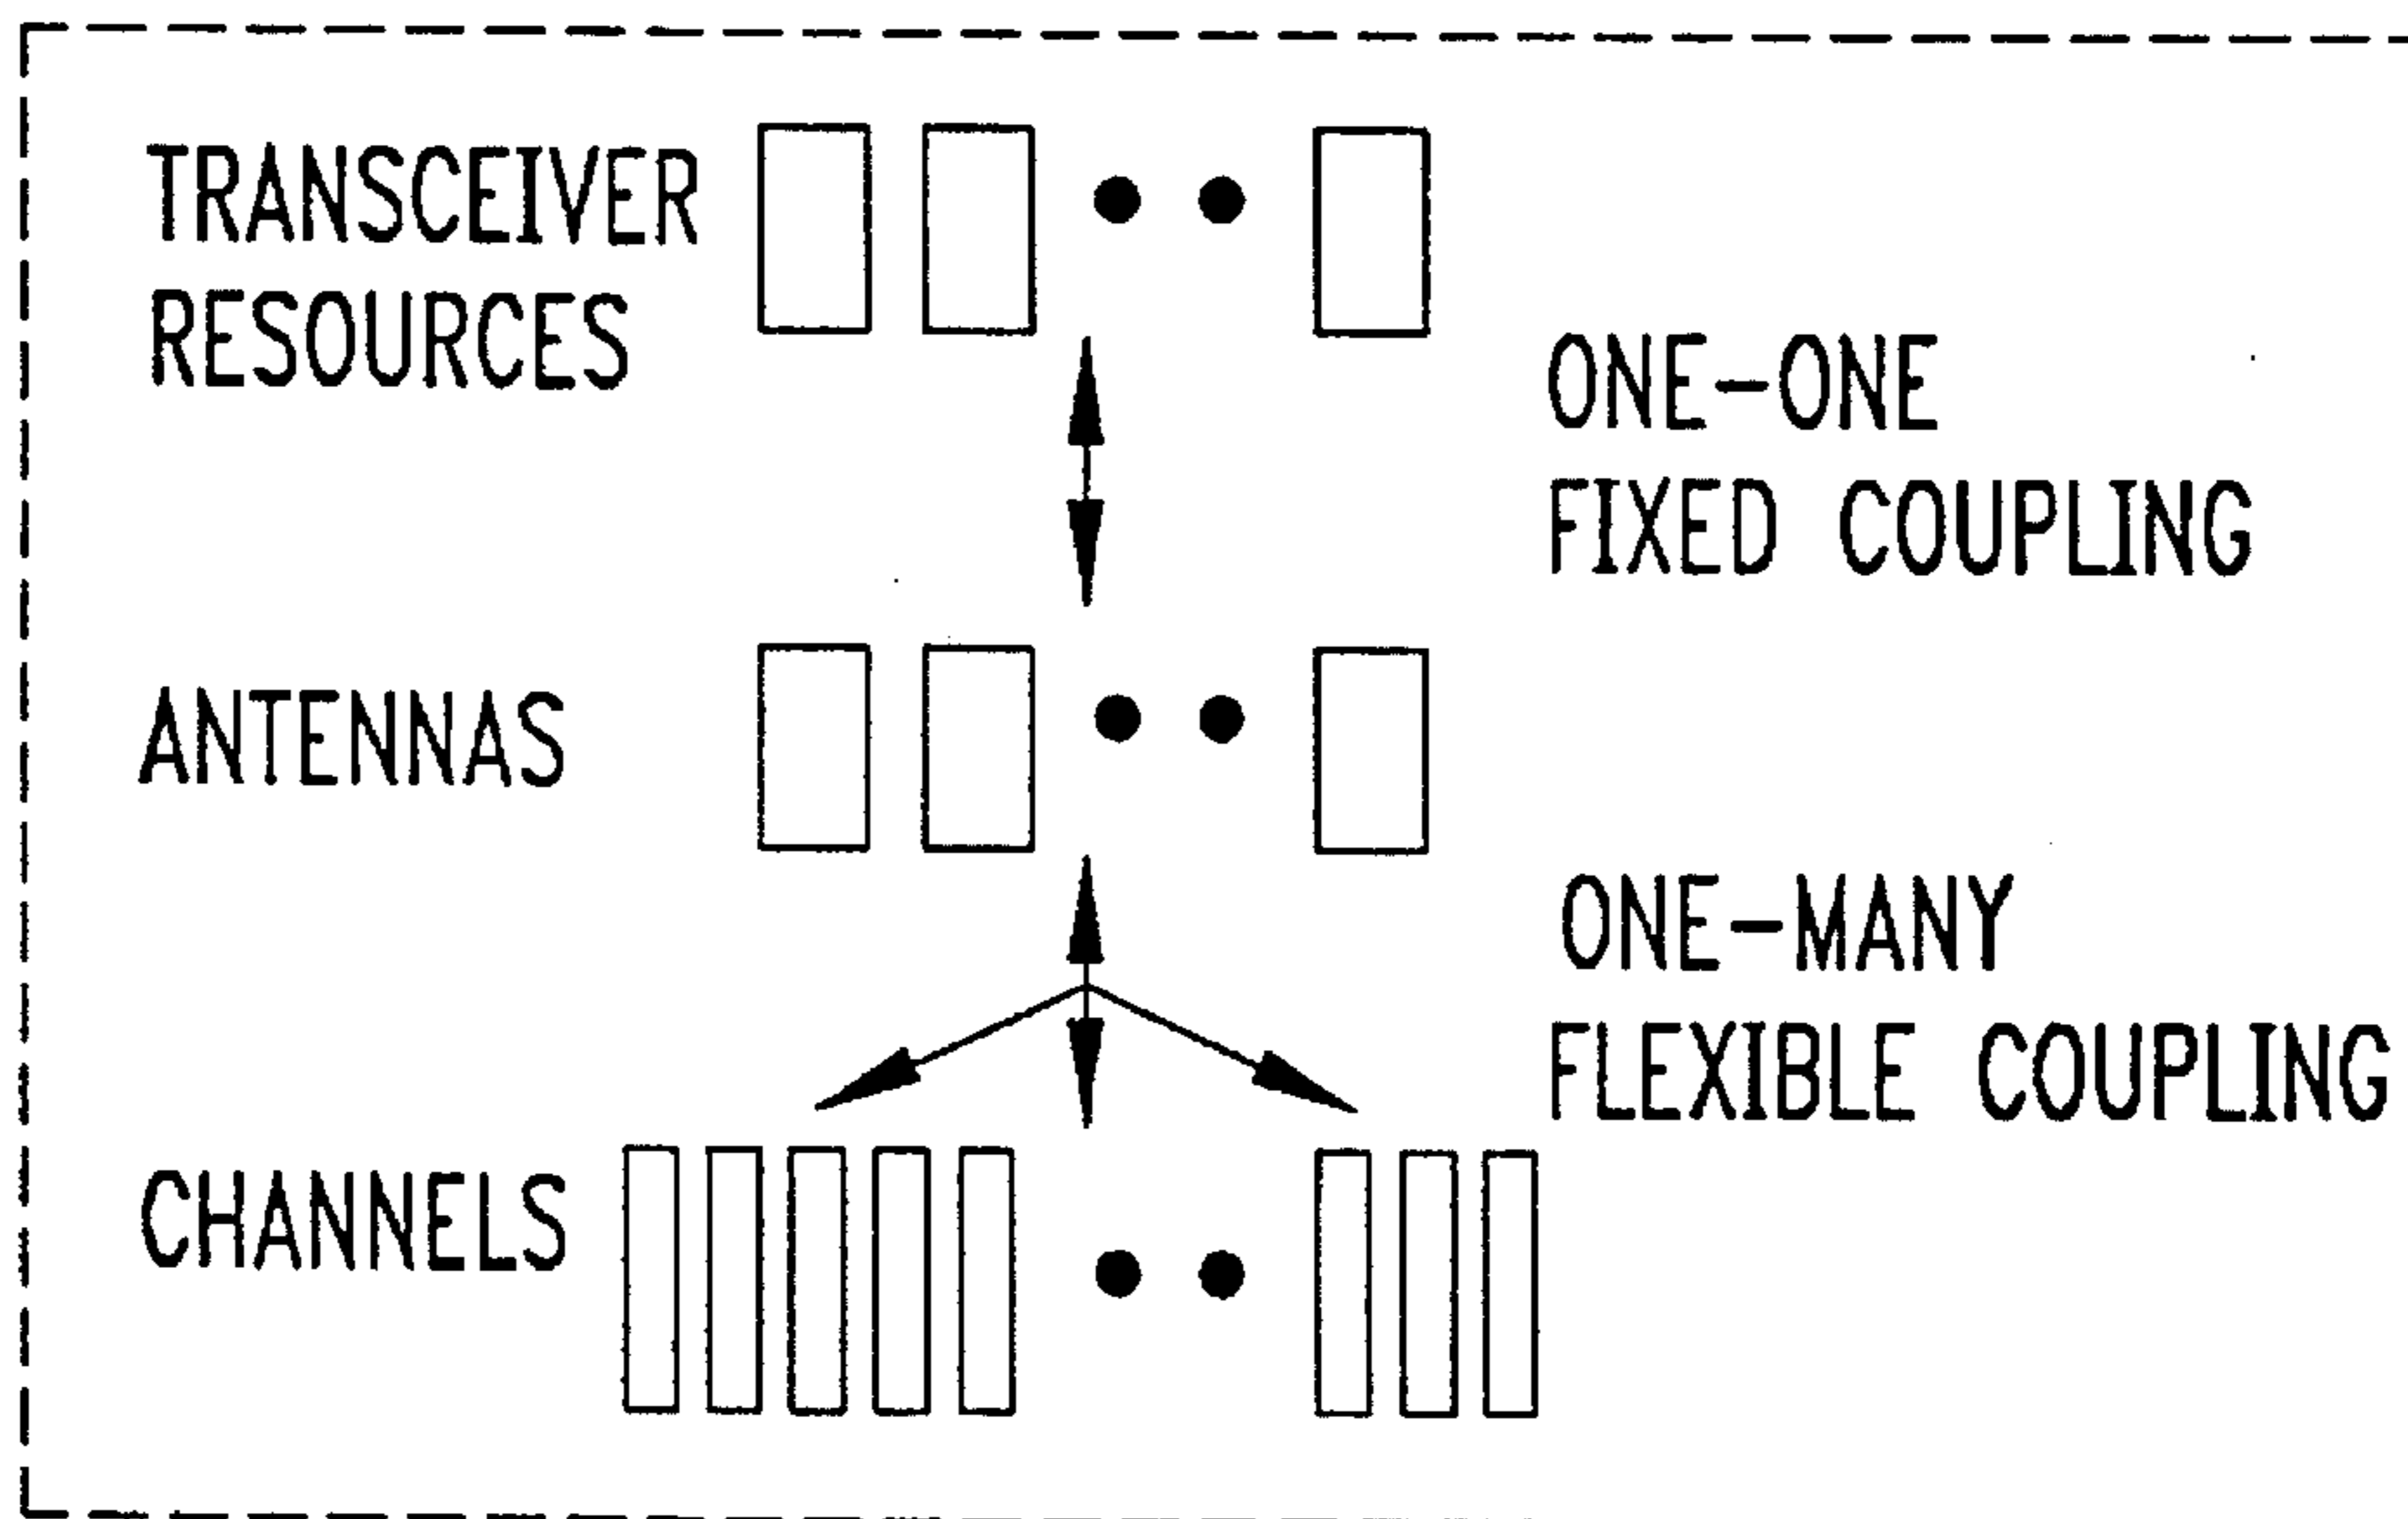 TRANSCEIVER
RESOURCES
ONE-ONE
FIXED COUPLING
ANTENNAS
ONE-MANY
FLEXIBLE COUPLING
CHANNELS